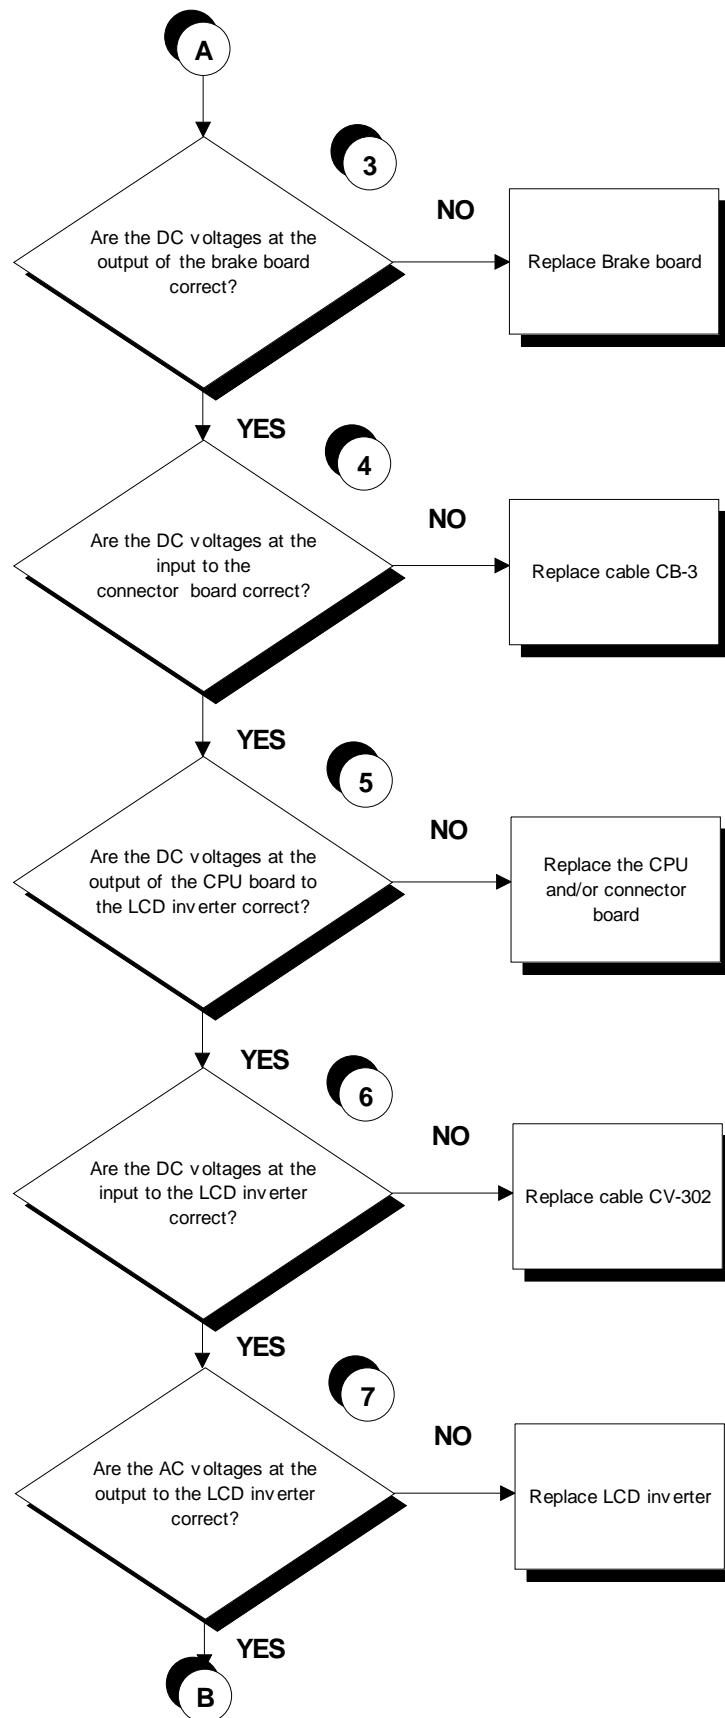 A
3
Are the DC voltages at the
output of the brake board
correct?
NO
Replace Brake board
YES
4
Are the DC voltages at the
input to the
connector board correct?
NO
Replace cable CB-3
YES
5
Are the DC voltages at the
output of the CPU board to
the LCD inverter correct?
NO
Replace the CPU
and/or connector
board
YES
6
Are the DC voltages at the
input to the LCD inverter
correct?
NO
Replace cable CV-302
YES
7
Are the AC voltages at the
output to the LCD inverter
correct?
NO
Replace LCD inverter
YES
B